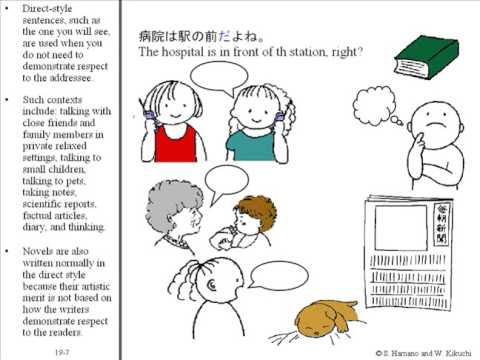 • Direct-style
sentences, such as
the one you will see,
are used when you
do not need to
demonstrate respect
to the addressee.
• Such contexts
include: talking with
close friends and
family members in
private relaxed
settings, talking to
small children,
talking to pets,
taking notes,
scientific reports,
factual articles,
diary, and thinking.
• Novels are also
written normally in
the direct style
because their artistic
merit is not based on
how the writers
demonstrate respect
to the readers.
19-7
病院は駅の前だよね。
The hospital is in front of th station, right?
毎朝新聞
© S. Hamano and W. Kikuchi